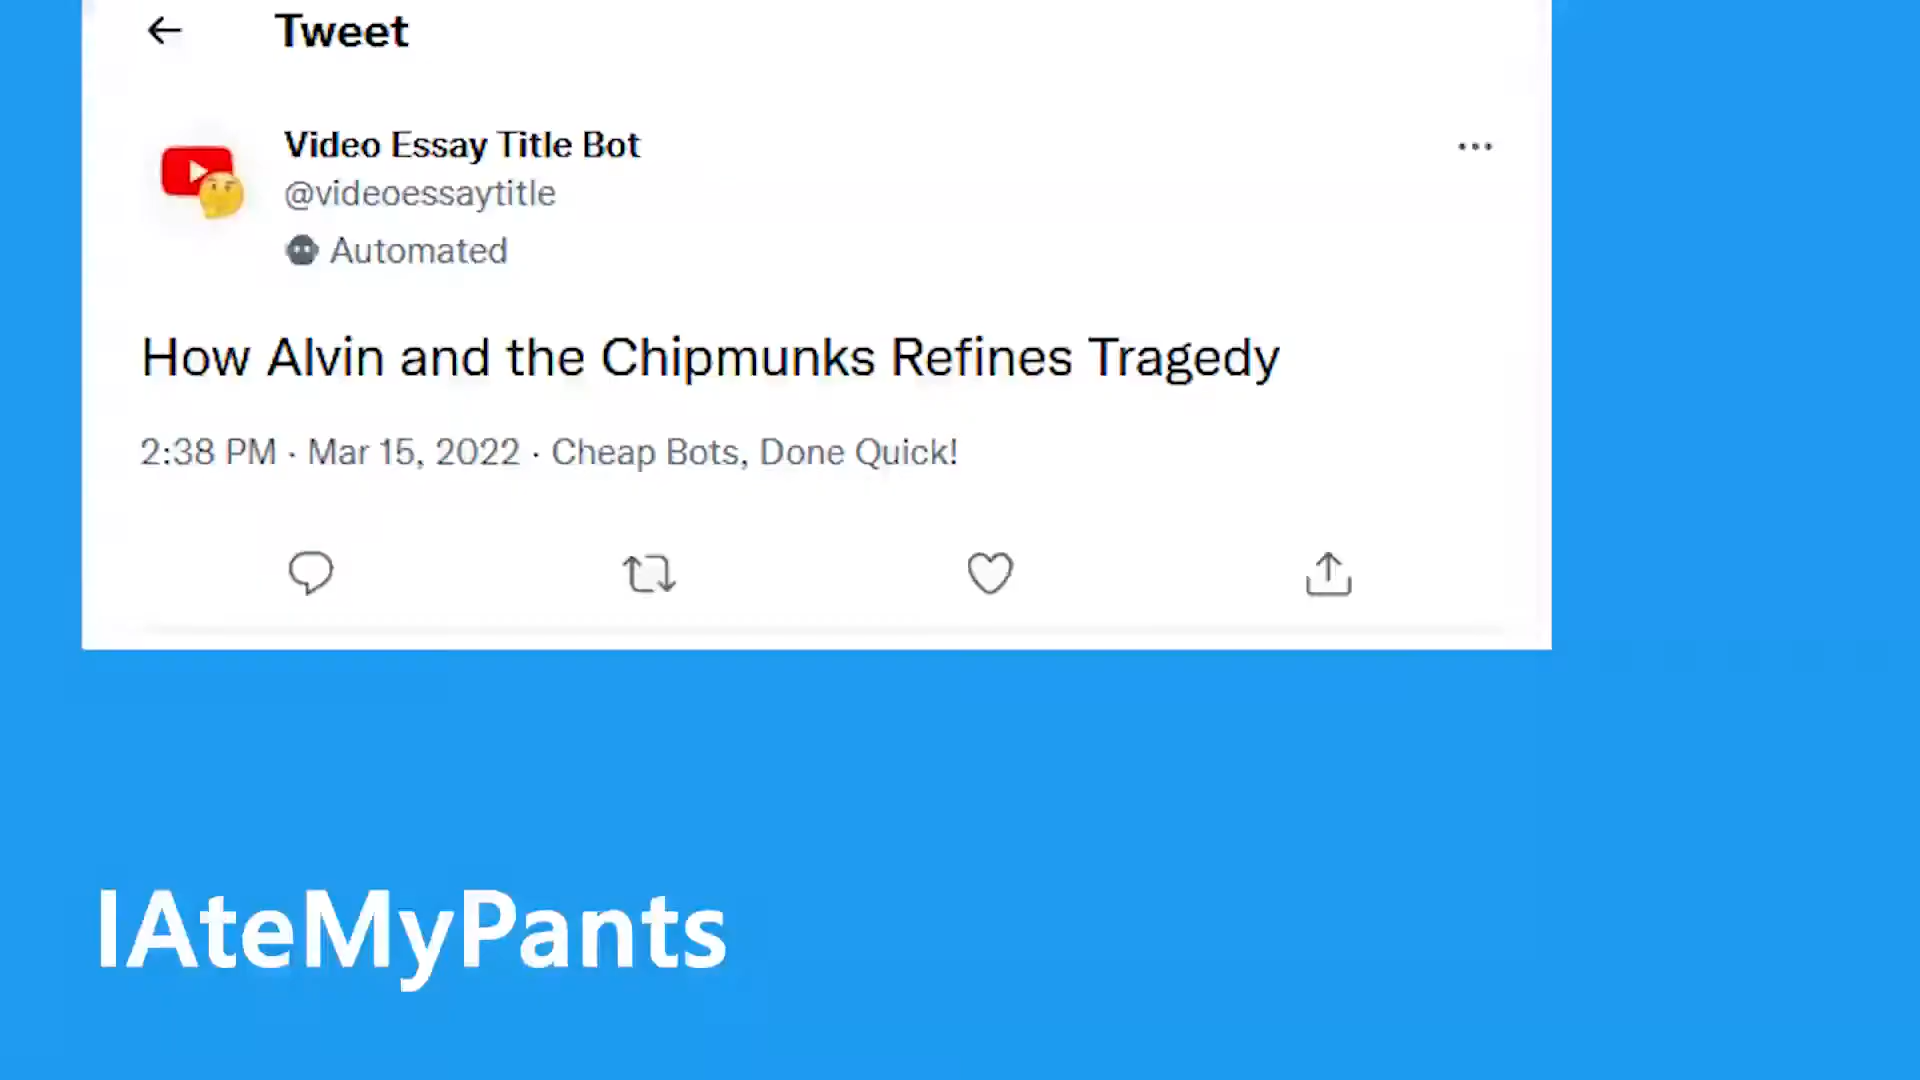 Tweet
Video Essay Title Bot
@videoessaytitle
Automated
How Alvin and the Chipmunks Refines Tragedy
2:38 PM · Mar 15, 2022 · Cheap Bots, Done Quick!
IAteMyPants